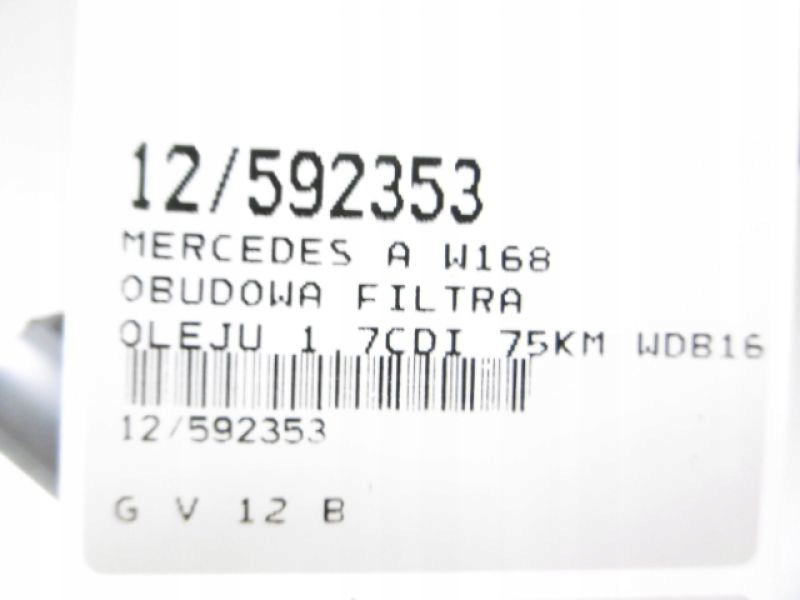 12/592353
MERCEDES A W168
OBUDOWA FILTRA
OLEJU 1.7CDI 75KM WDB16
12/592353
G V 12 B